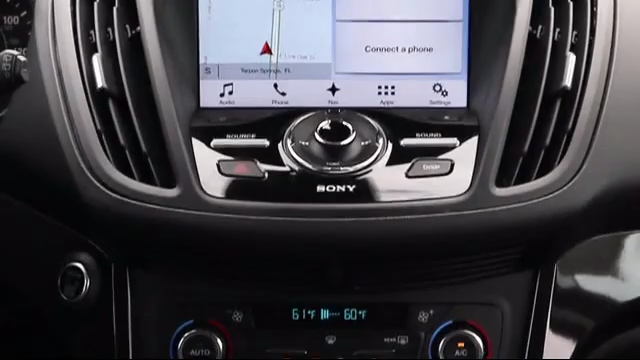 Connect a phone
S Tarpon Springs, FL
Audio Phone Nav Apps Settings
SOURCE SOUND
DISP
SONY
61°F 60°F
AUTO A/C